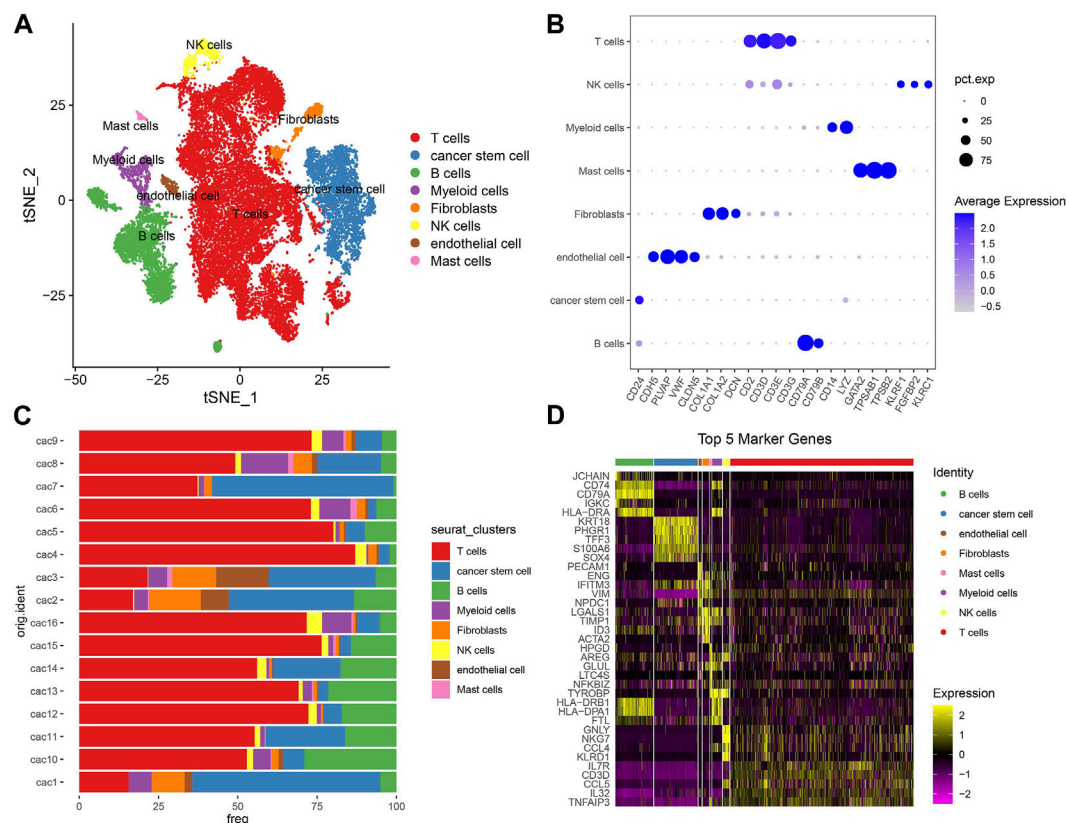 A
NK cells
Mast cells
Fibroblasts
Myeloid cells
endothelial cell
cancer stem cell
T cells
B cells
25
0
−25
tSNE_2
−50
−25
0
25
tSNE_1
T cells
cancer stem cell
B cells
Myeloid cells
Fibroblasts
NK cells
endothelial cell
Mast cells
B
T cells
NK cells
Myeloid cells
Mast cells
Fibroblasts
endothelial cell
cancer stem cell
B cells
CD24
CDH5
PLVAP
VWF
CLDN5
COL1A1
COL1A2
DCN
CD2
CD3D
CD3E
CD3G
CD79A
CD79B
CD14
LYZ
GATA2
TPSAB1
TPSB2
KLRF1
FGFBP2
KLRC1
pct.exp
0
25
50
75
Average Expression
2.0
1.5
1.0
0.5
0.0
−0.5
C
cac9
cac8
cac7
cac6
cac5
cac4
cac3
cac2
cac16
cac15
cac14
cac13
cac12
cac11
cac10
cac1
orig.ident
0
25
50
75
100
freq
seurat_clusters
T cells
cancer stem cell
B cells
Myeloid cells
Fibroblasts
NK cells
endothelial cell
Mast cells
D
Top 5 Marker Genes
JCHAIN
CD74
CD79A
IGKC
HLA-DRA
KRT18
PHGR1
TFF3
S100A6
SOX4
PECAM1
ENG
IFITM3
VIM
NPDC1
LGALS1
TIMP1
ID3
ACTA2
HPGD
AREG
GLUL
LTC4S
NFKBIZ
TYROBP
HLA-DRB1
HLA-DPA1
FTL
GNLY
NKG7
CCL4
KLRD1
IL7R
CD3D
CCL5
IL32
TNFAIP3
Identity
B cells
cancer stem cell
endothelial cell
Fibroblasts
Mast cells
Myeloid cells
NK cells
T cells
Expression
2
1
0
−1
−2